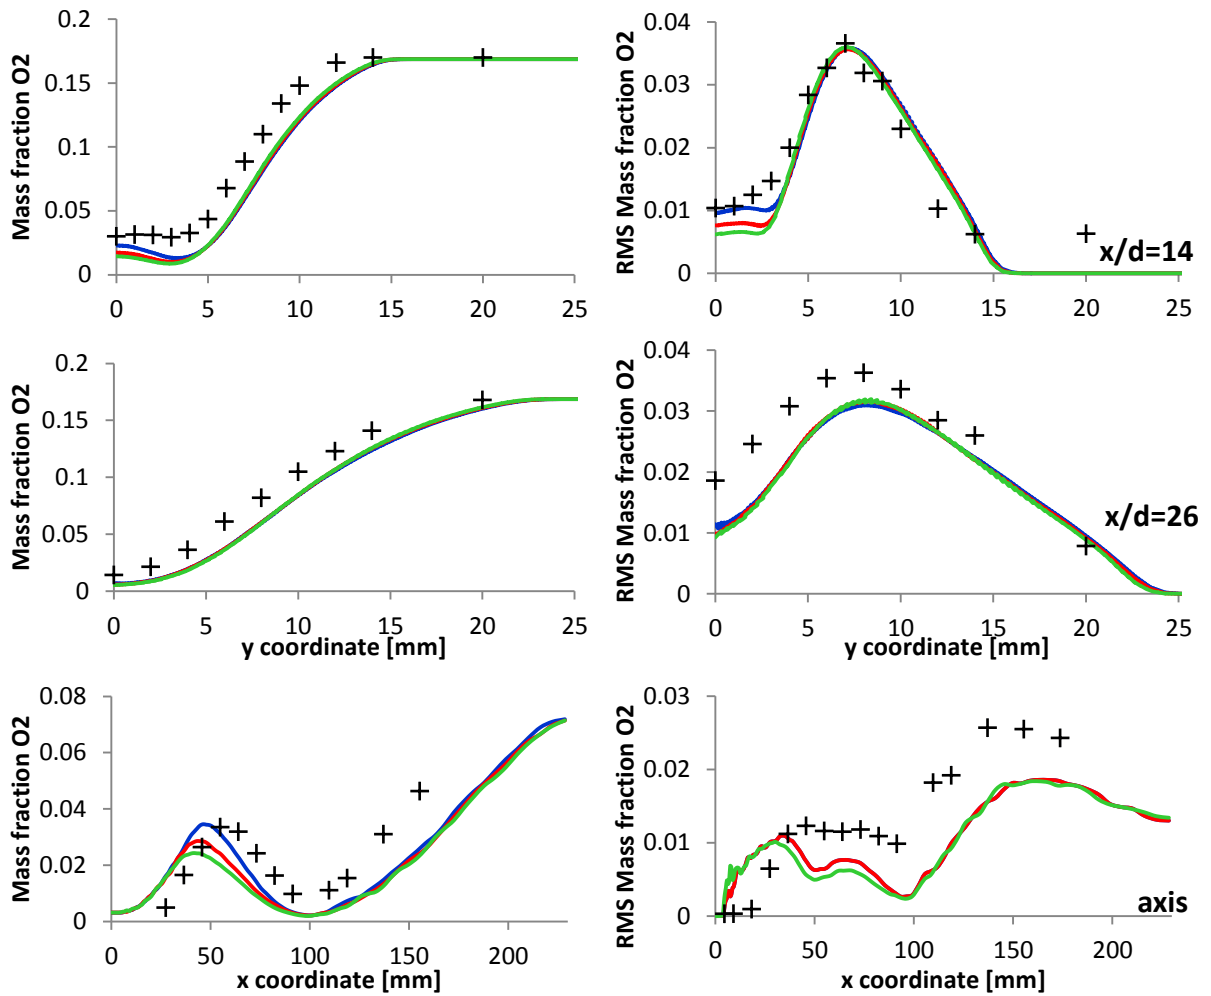 Mass fraction O2
0.2
0.15
0.1
0.05
0
0 5 10 15 20 25
RMS Mass fraction O2
0.04
0.03
0.02
0.01
0
x/d=14
0 5 10 15 20 25
Mass fraction O2
0.2
0.15
0.1
0.05
0
0 5 10 15 20 25
y coordinate [mm]
RMS Mass fraction O2
0.04
0.03
0.02
0.01
0
x/d=26
0 5 10 15 20 25
y coordinate [mm]
Mass fraction O2
0.08
0.06
0.04
0.02
0
0 50 100 150 200
x coordinate [mm]
RMS Mass fraction O2
0.03
0.02
0.01
0
axis
0 50 100 150 200
x coordinate [mm]